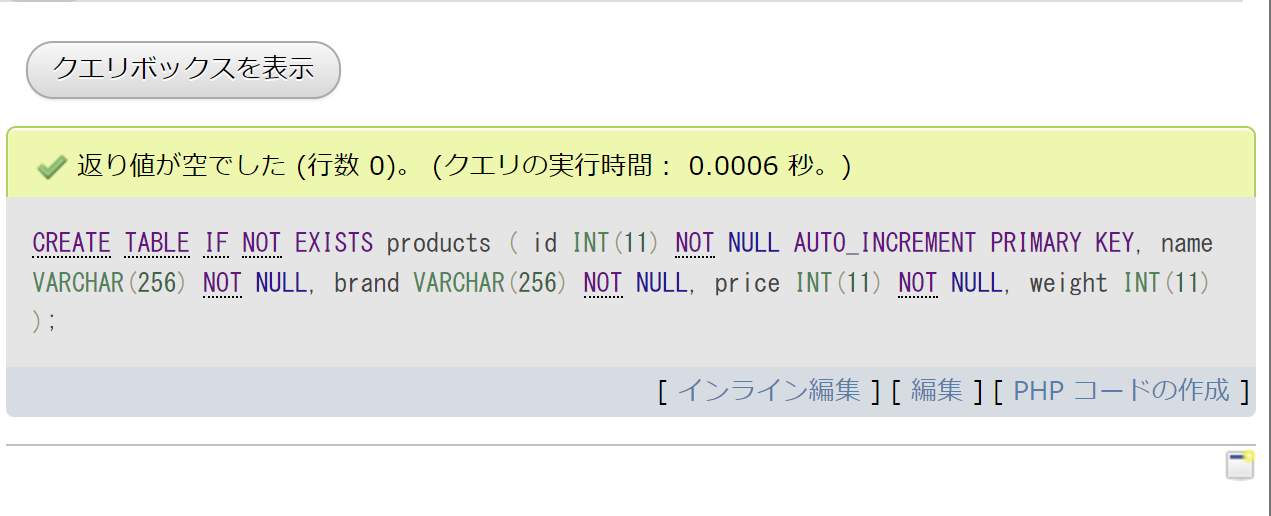 クエリボックスを表示
返り値が空でした (行数 0)。 (クエリの実行時間： 0.0006 秒。)
CREATE TABLE IF NOT EXISTS products ( id INT(11) NOT NULL AUTO_INCREMENT PRIMARY KEY, name
VARCHAR(256) NOT NULL, brand VARCHAR(256) NOT NULL, price INT(11) NOT NULL, weight INT(11)
);
[ インライン編集 ] [ 編集 ] [ PHP コードの作成 ]